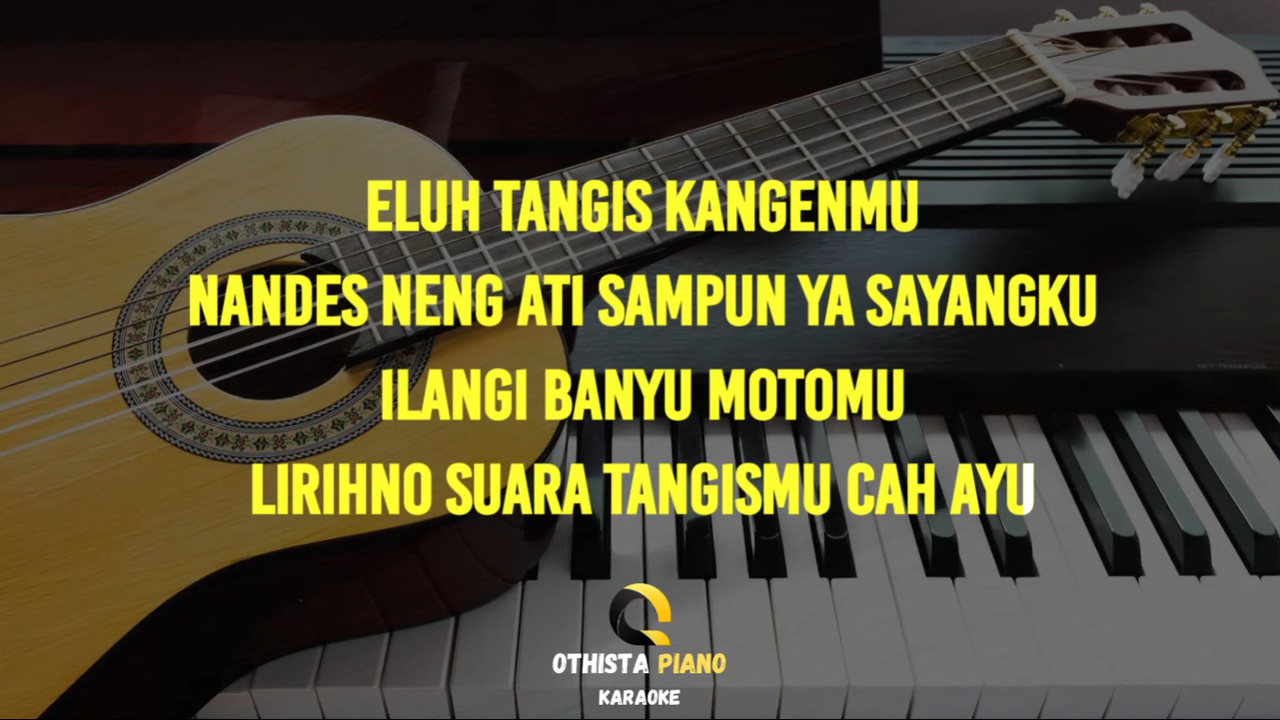 ELUH TANGIS KANGENMU
NANDES NENG ATI SAMPUN YA SAYANGKU
ILANGI BANYU MOTOMU
LIRIHNO SUARA TANGISMU CAH AYU
OTHISTA PIANO
KARAOKE